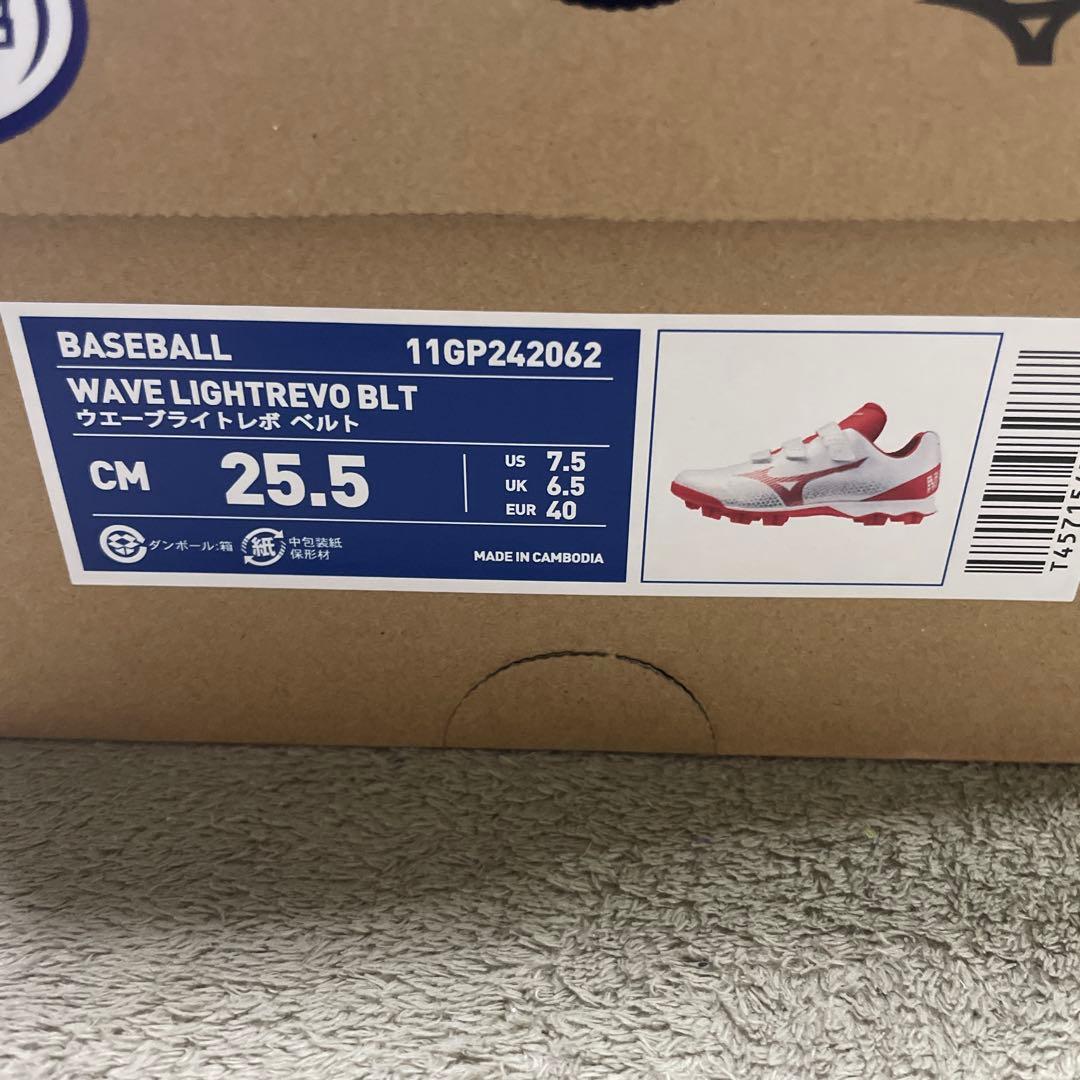 BASEBALL 11GP242062
WAVE LIGHTREVO BLT
ウエーブライトレボ ベルト
CM 25.5
US 7.5
UK 6.5
EUR 40
ダンボール:箱
紙
中包装紙
保形材
MADE IN CAMBODIA